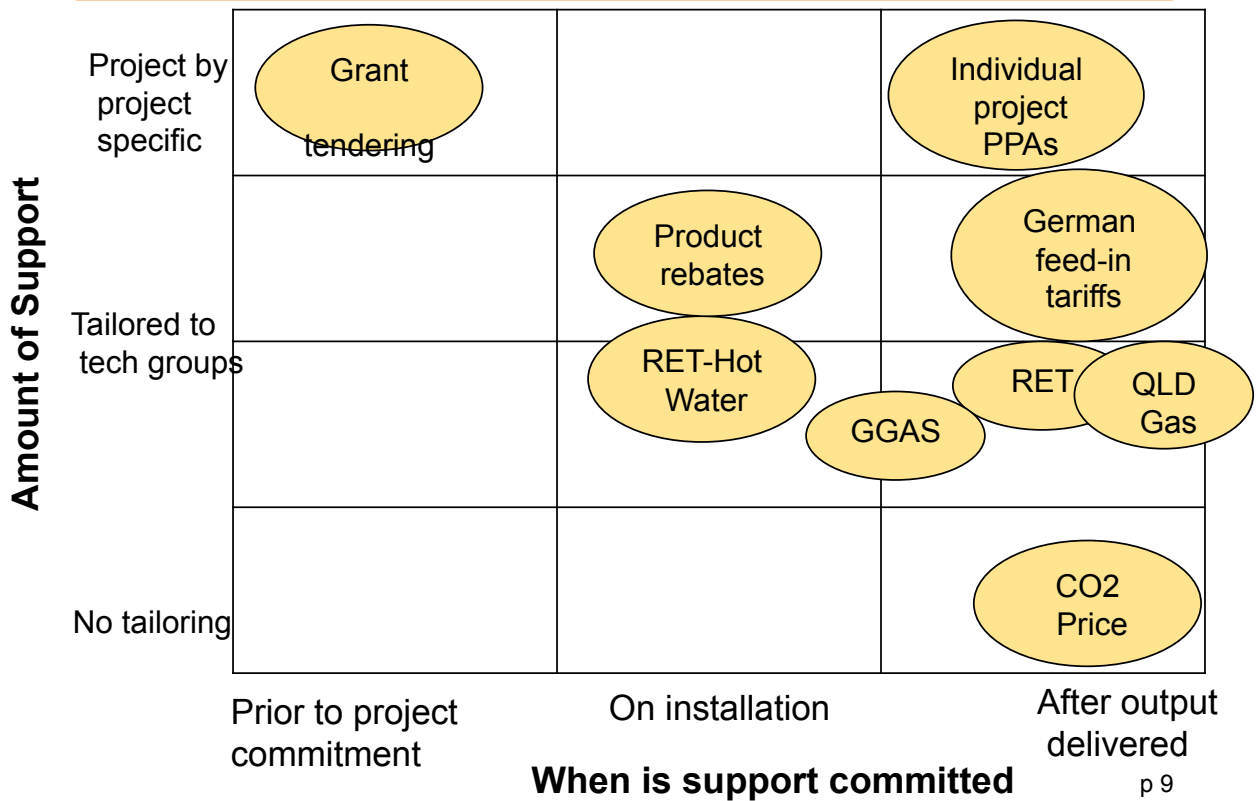 Project by
project
specific
Grant
tendering
Individual
project
PPAs
Product
rebates
German
feed-in
tariffs
Amount of Support
Tailored to
tech groups
RET-Hot
Water
GGAS
RET
QLD
Gas
No tailoring
CO2
Price
Prior to project
commitment
On installation
After output
delivered
When is support committed
p 9